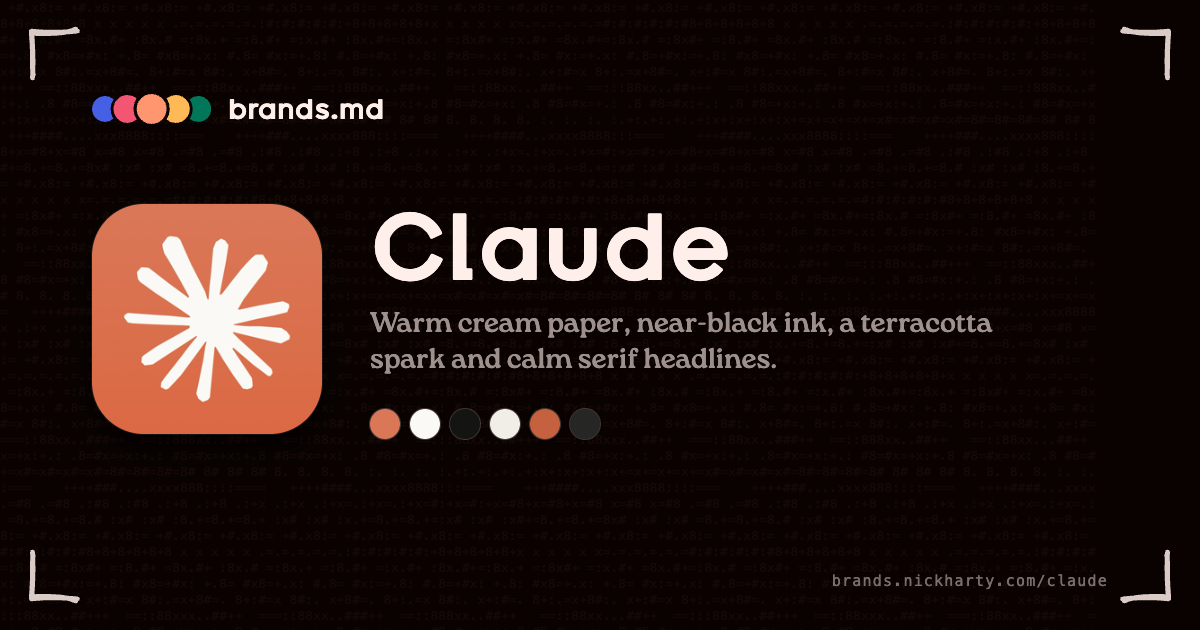 brands.md
Claude
Warm cream paper, near-black ink, a terracotta
spark and calm serif headlines.
brands.nickharty.com/claude